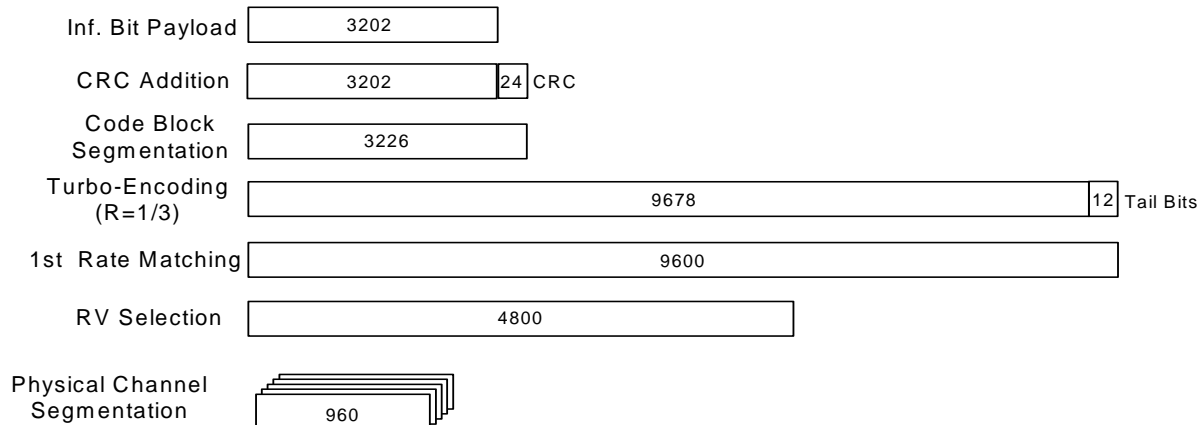 Inf. Bit Payload 3202
CRC Addition 3202 24 CRC
Code Block
Segmentation 3226
Turbo-Encoding
(R=1/3) 9678 12 Tail Bits
1st Rate Matching 9600
RV Selection 4800
Physical Channel
Segmentation 960